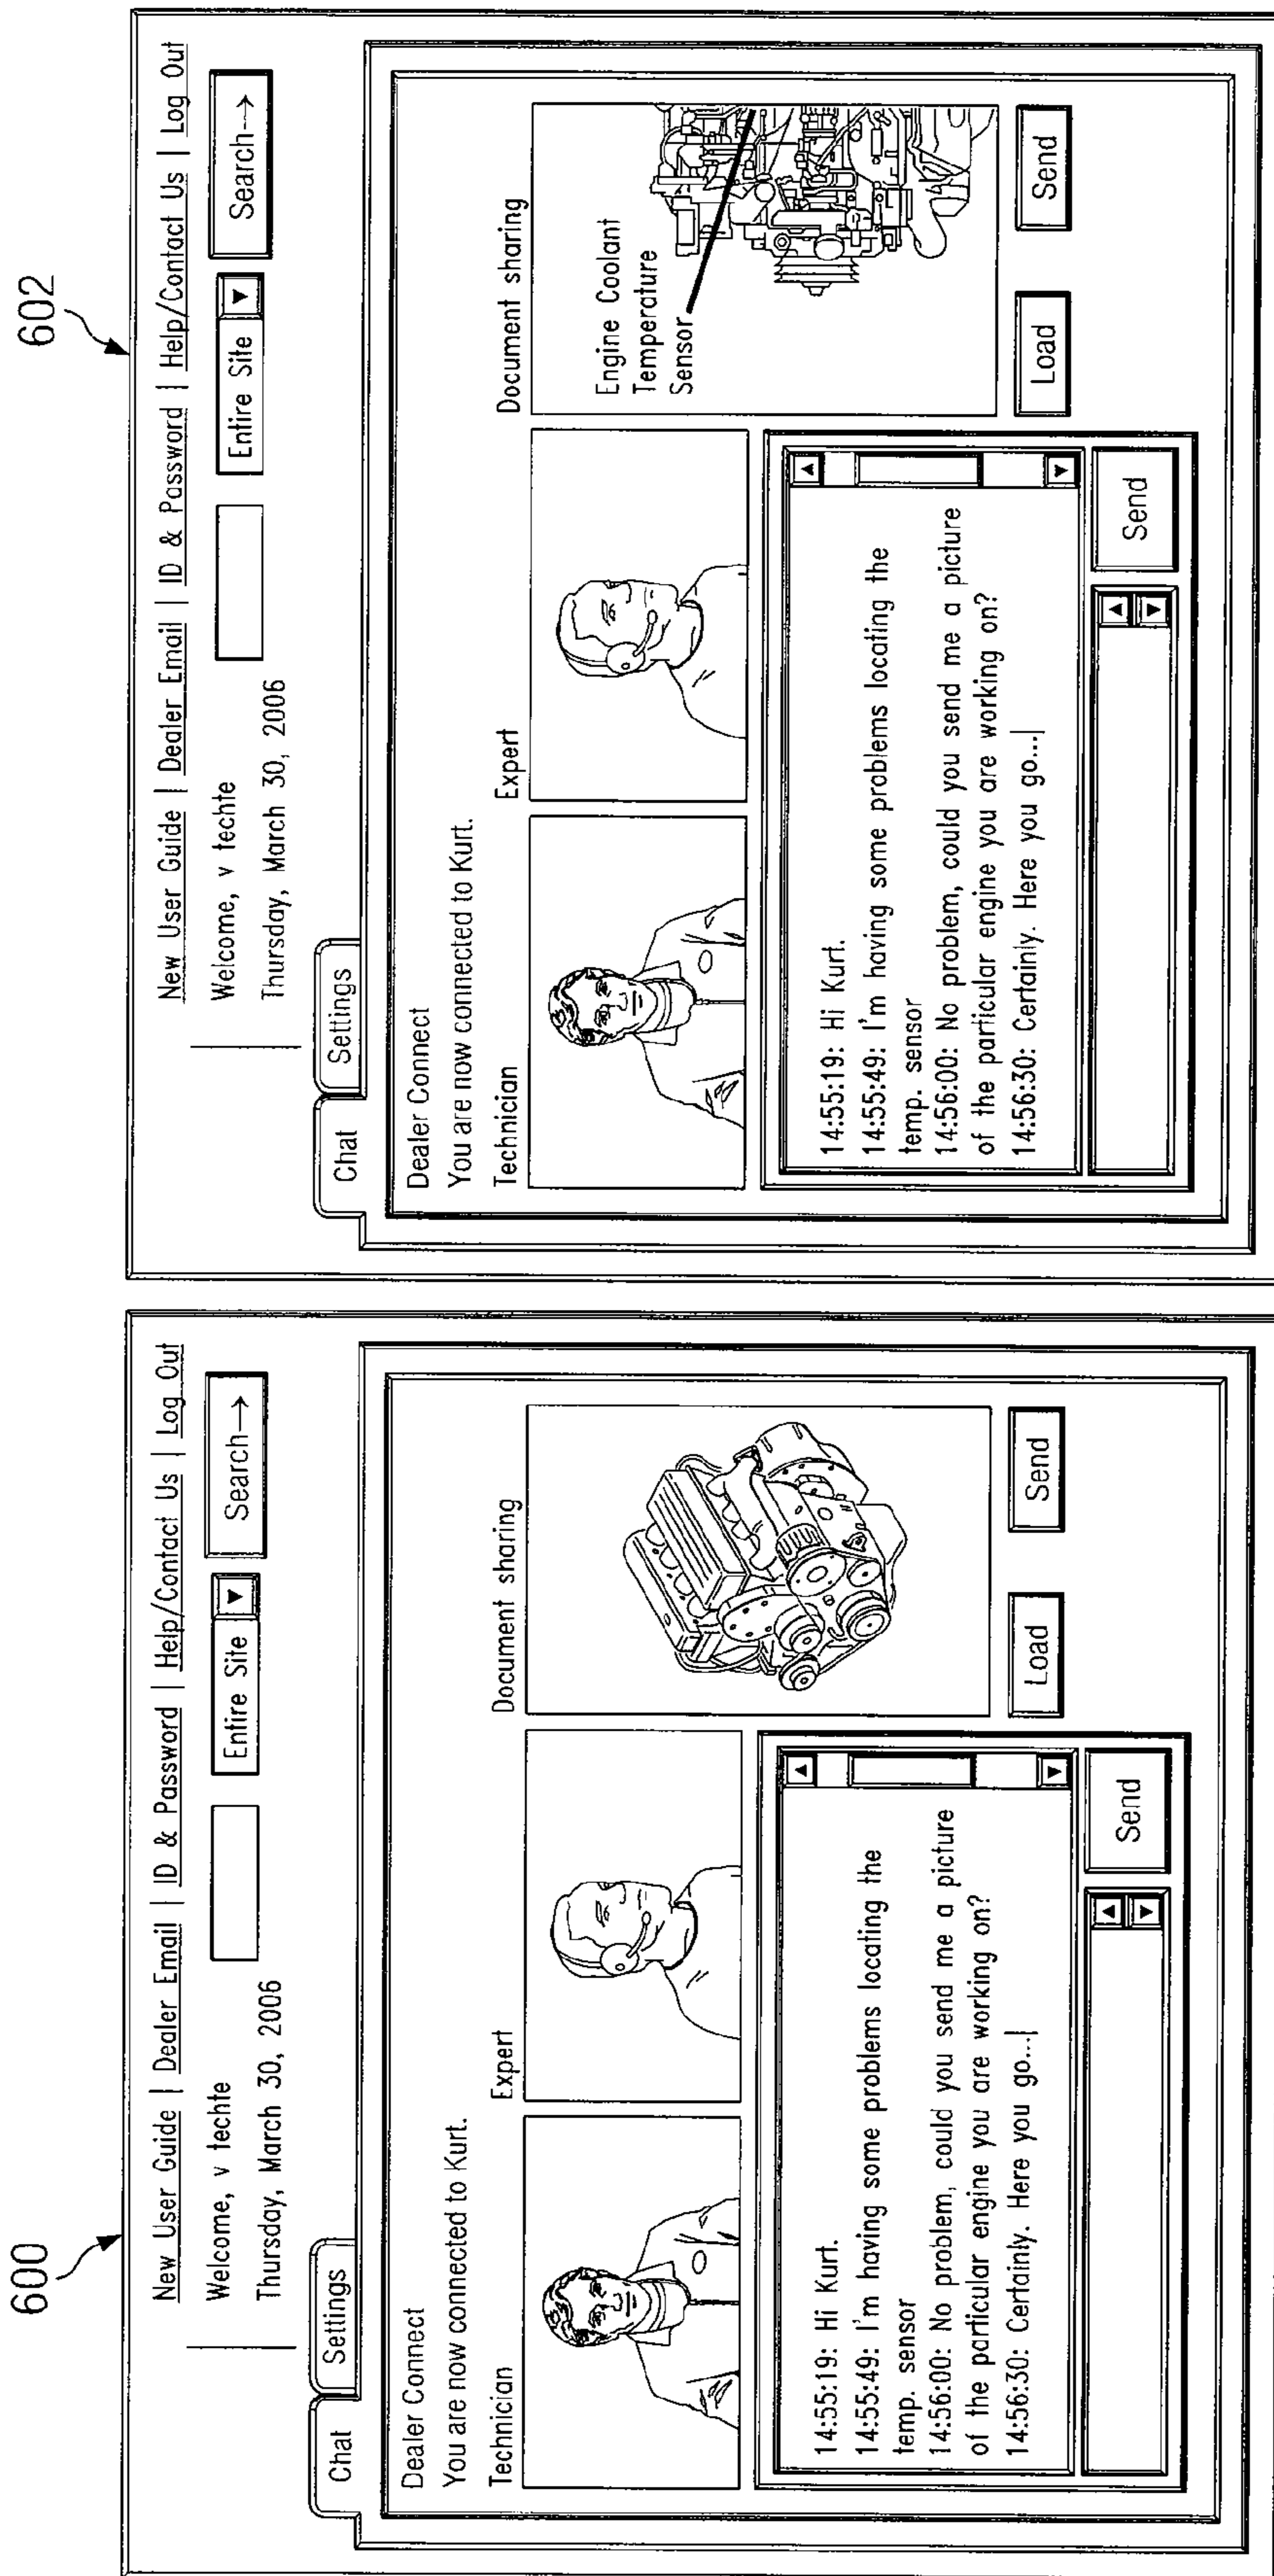 600
New User Guide | Dealer Email | ID & Password | Help/Contact Us | Log Out
Welcome, v techte
Entire Site ▼
Search→
Thursday, March 30, 2006
Chat
Settings
Dealer Connect
You are now connected to Kurt.
Technician
Expert
Document sharing
14:55:19: Hi Kurt.
14:55:49: I'm having some problems locating the
temp. sensor
14:56:00: No problem, could you send me a picture
of the particular engine you are working on?
14:56:30: Certainly. Here you go...|
Send
Load
Send
602
New User Guide | Dealer Email | ID & Password | Help/Contact Us | Log Out
Welcome, v techte
Entire Site ▼
Search→
Thursday, March 30, 2006
Chat
Settings
Dealer Connect
You are now connected to Kurt.
Technician
Expert
Document sharing
Engine Coolant
Temperature
Sensor
14:55:19: Hi Kurt.
14:55:49: I'm having some problems locating the
temp. sensor
14:56:00: No problem, could you send me a picture
of the particular engine you are working on?
14:56:30: Certainly. Here you go...|
Send
Load
Send